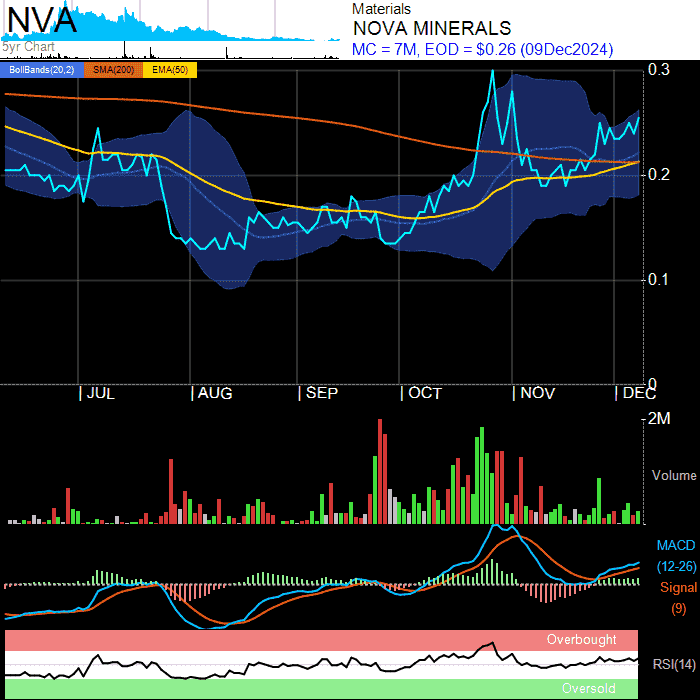 NVA
5yr Chart
Materials
NOVA MINERALS
MC = 7M, EOD = $0.26 (09Dec2024)
BollBands(20,2) SMA(200) EMA(50)
0.3
0.2
0.1
0
JUL AUG SEP OCT NOV DEC
2M
Volume
MACD
(12-26)
Signal
(9)
Overbought
RSI(14)
Oversold